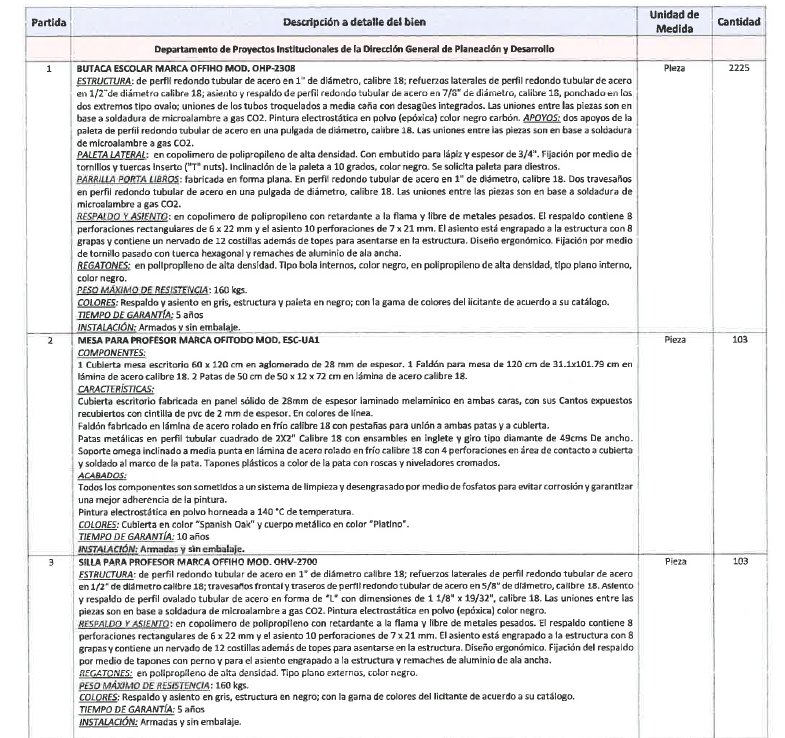 Partida Descripción a detalle del bien Unidad de Medida Cantidad
Departamento de Proyectos Institucionales de la Dirección General de Planeación y Desarrollo
1 BUTACA ESCOLAR MARCA OFFIHO MOD. OHP-2308 Pieza 2225
ESTRUCTURA: de perfil redondo tubular de acero en 1" de diámetro, calibre 18; refuerzos laterales de perfil redondo tubular de acero
en 1/2"de diámetro calibre 18; asiento y respaldo de perfil redondo tubular de acero en 7/8" de diámetro, calibre 18, ponchado en los
dos extremos tipo ovalo; uniones de los tubos troquelados a media caña con desagües integrados. Las uniones entre las piezas son en
base a soldadura de microalambre a gas CO2. Pintura electrostática en polvo (epóxica) color negro carbón. APOYOS: dos apoyos de la
paleta de perfil redondo tubular de acero en una pulgada de diámetro, calibre 18. Las uniones entre las piezas son en base a soldadura
de microalambre a gas CO2.
PALETA LATERAL: en copolimero de polipropileno de alta densidad. Con embutido para lápiz y espesor de 3/4". Fijación por medio de
tornillos y tuercas inserto ("T" nuts). Inclinación de la paleta a 10 grados, color negro. Se solicita paleta para diestros.
PARRILLA PORTA LIBROS: fabricada en forma plana. En perfil redondo tubular de acero en 1" de diámetro, calibre 18. Dos travesaños
en perfil redondo tubular de acero en una pulgada de diámetro, calibre 18. Las uniones entre las piezas son en base a soldadura de
microalambre a gas CO2.
RESPALDO Y ASIENTO: en copolimero de polipropileno con retardante a la flama y libre de metales pesados. El respaldo contiene 8
perforaciones rectangulares de 6 x 22 mm y el asiento 10 perforaciones de 7 x 21 mm. El asiento está engrapado a la estructura con 8
grapas y contiene un nervado de 12 costillas además de topes para asentarse en la estructura. Diseño ergonómico. Fijación por medio
de tornillo pasado con tuerca hexagonal y remaches de aluminio de ala ancha.
REGATONES: en polipropileno de alta densidad. Tipo bola internos, color negro, en polipropileno de alta densidad, tipo plano interno,
color negro.
PESO MÁXIMO DE RESISTENCIA: 160 kgs.
COLORES: Respaldo y asiento en gris, estructura y paleta en negro; con la gama de colores del licitante de acuerdo a su catálogo.
TIEMPO DE GARANTÍA: 5 años
INSTALACIÓN: Armados y sin embalaje.
2 MESA PARA PROFESOR MARCA OFITODO MOD. ESC-UA1 Pieza 103
COMPONENTES:
1 Cubierta mesa escritorio 60 x 120 cm en aglomerado de 28 mm de espesor. 1 Faldón para mesa de 120 cm de 31.1x101.79 cm en
lámina de acero calibre 18. 2 Patas de 50 cm de 50 x 12 x 72 cm en lámina de acero calibre 18.
CARACTERÍSTICAS:
Cubierta escritorio fabricada en panel sólido de 28mm de espesor laminado melaminico en ambas caras, con sus Cantos expuestos
recubiertos con cintilla de pvc de 2 mm de espesor. En colores de línea.
Faldón fabricado en lámina de acero rolado en frío calibre 18 con pestañas para unión a ambas patas y a cubierta.
Patas metálicas en perfil tubular cuadrado de 2X2" Calibre 18 con ensambles en inglete y giro tipo diamante de 49cms De ancho.
Soporte omega inclinado a media punta en lámina de acero rolado en frío calibre 18 con 4 perforaciones en área de contacto a cubierta
y soldado al marco de la pata. Tapones plásticos a color de la pata con roscas y niveladores cromados.
ACABADOS:
Todos los componentes son sometidos a un sistema de limpieza y desengrasado por medio de fosfatos para evitar corrosión y garantizar
una mejor adherencia de la pintura.
Pintura electrostática en polvo horneada a 140 °C de temperatura.
COLORES: Cubierta en color "Spanish Oak" y cuerpo metálico en color "Platino".
TIEMPO DE GARANTÍA: 10 años
INSTALACIÓN: Armadas y sin embalaje.
3 SILLA PARA PROFESOR MARCA OFFIHO MOD. OHV-2700 Pieza 103
ESTRUCTURA: de perfil redondo tubular de acero en 1" de diámetro, calibre 18; refuerzos laterales de perfil redondo tubular de acero
en 1/2" de diámetro calibre 18; travesaños frontal y traseros de perfil redondo tubular de acero en 5/8" de diámetro, calibre 18. Asiento
y respaldo de perfil ovalado tubular de acero en forma de "L" con dimensiones de 1 1/8" x 19/32", calibre 18. Las uniones entre las
piezas son en base a soldadura de microalambre a gas CO2. Pintura electrostática en polvo (epóxica) color negro.
RESPALDO Y ASIENTO: en copolimero de polipropileno con retardante a la flama y libre de metales pesados. El respaldo contiene 8
perforaciones rectangulares de 6 x 22 mm y el asiento 10 perforaciones de 7 x 21 mm. El asiento está engrapado a la estructura con 8
grapas y contiene un nervado de 12 costillas además de topes para asentarse en la estructura. Diseño ergonómico. Fijación del respaldo
por medio de tapones con perno y para el asiento engrapado a la estructura y remaches de aluminio de ala ancha.
REGATONES: en polipropileno de alta densidad. Tipo plano externos, color negro.
PESO MÁXIMO DE RESISTENCIA: 160 kgs.
COLORES: Respaldo y asiento en gris, estructura en negro; con la gama de colores del licitante de acuerdo a su catálogo.
TIEMPO DE GARANTÍA: 5 años
INSTALACIÓN: Armadas y sin embalaje.